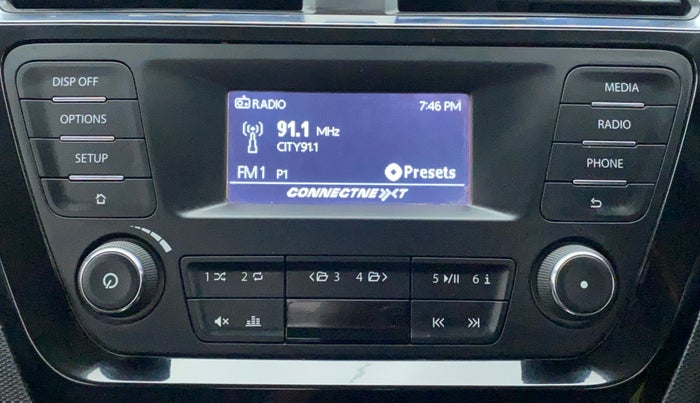 DISP OFF
OPTIONS
SETUP
RADIO 7:46 PM
91.1 MHz
CITY91.1
FM1 P1 Presets
CONNECTNEXT
MEDIA
RADIO
PHONE
1 2 3 4 5 6 i